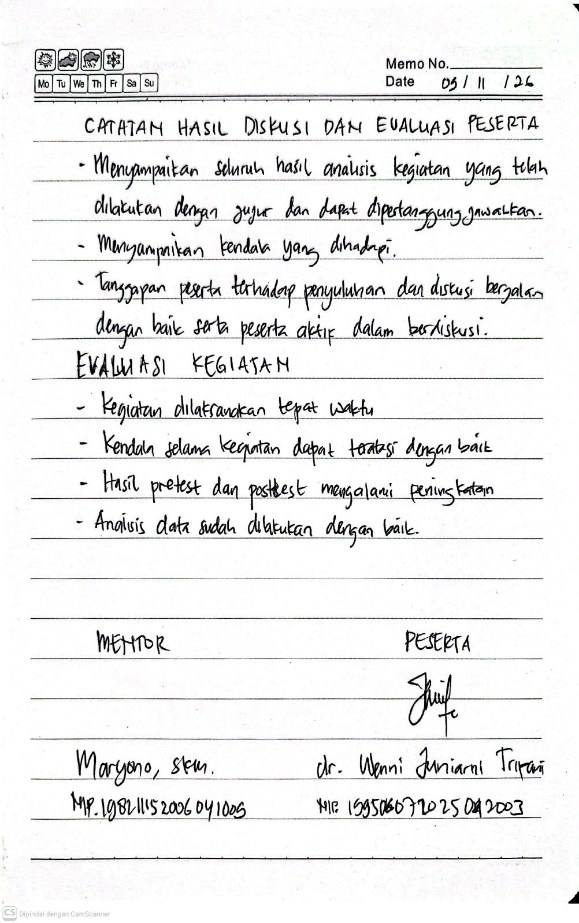 Memo No.
Mo Tu We Th Fr Sa Su
Date 05 / 11 / 26
CATATAN HASIL DISKUSI DAN EVALUASI PESERTA
- Menyampaikan seluruh hasil analisis kegiatan yang telah
dilakukan dengan jujur dan dapat dipertanggung jawabkan.
- Menyampaikan kendala yang dihadapi.
- Tanggapan peserta terhadap penyuluhan dan diskusi berjalan
dengan baik serta peserta aktif dalam berdiskusi.
EVALUASI KEGIATAN
- Kegiatan dilaksanakan tepat waktu
- Kendala selama kegiatan dapat teratasi dengan baik
- Hasil pretest dan posttest mengalami peningkatan
- Analisis data sudah dilakukan dengan baik.
MENTOR PESERTA
Maryono, skm. dr. Wenni Juniarni
NIP. 198211152006041005 NIP.
CS Dipindai dengan CamScanner